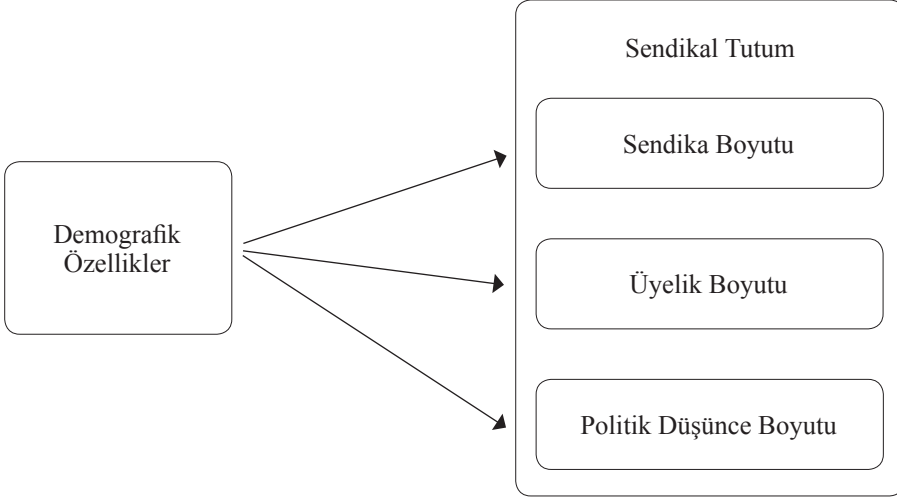 Sendikal Tutum
Sendika Boyutu
Demografik
Özellikler
Üyelik Boyutu
Politik Düşünce Boyutu